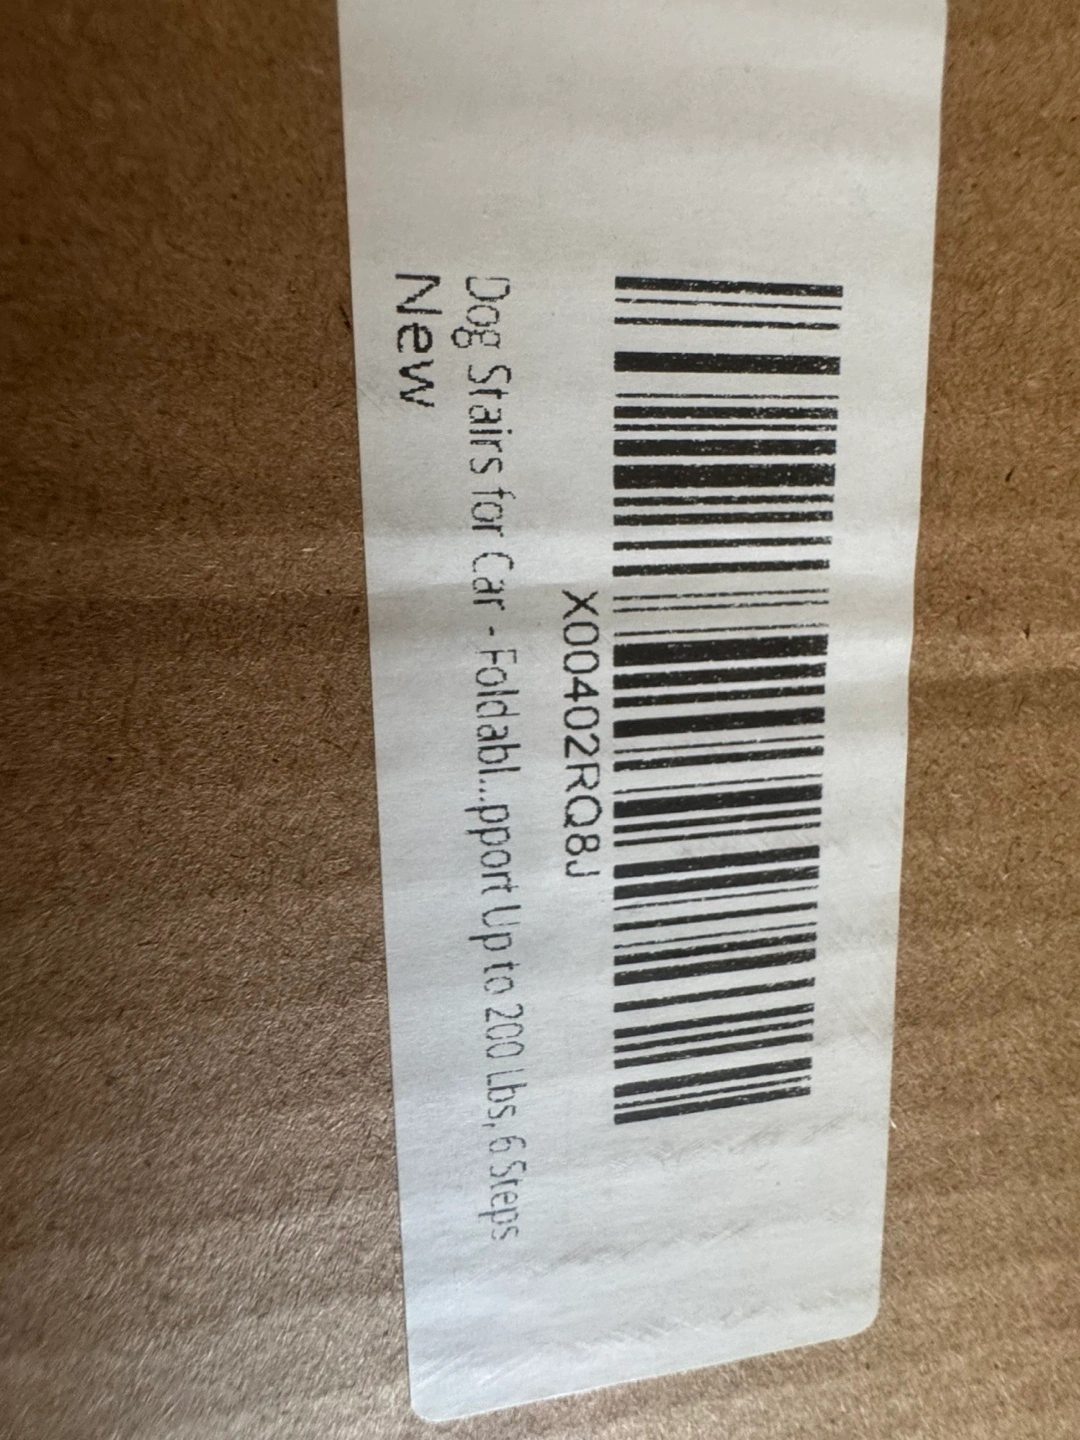 X00402RQ8J
Dog Stairs for Car - Foldabl...pport Up to 200 Lbs, 6 Steps
New